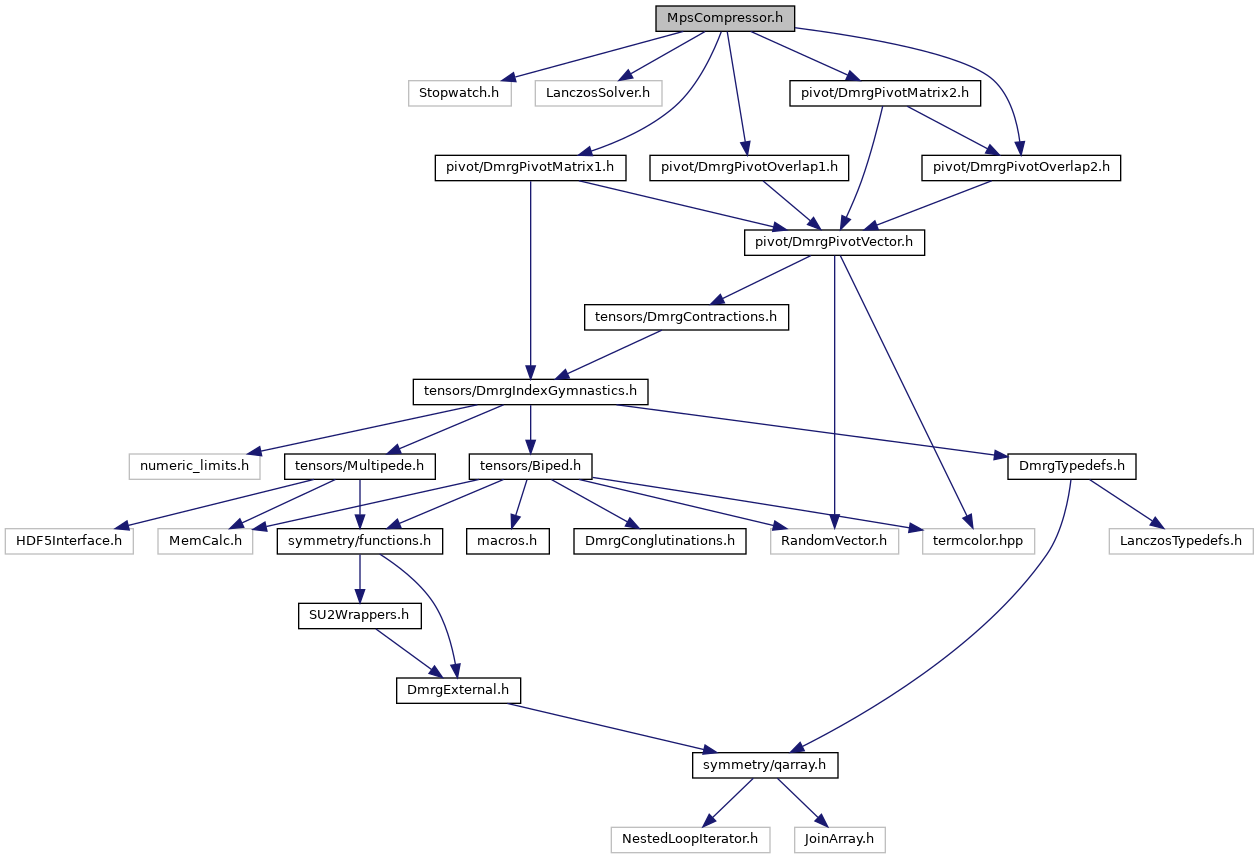 MpsCompressor.h
Stopwatch.h
LanczosSolver.h
pivot/DmrgPivotMatrix2.h
pivot/DmrgPivotMatrix1.h
pivot/DmrgPivotOverlap1.h
pivot/DmrgPivotOverlap2.h
pivot/DmrgPivotVector.h
tensors/DmrgContractions.h
tensors/DmrgIndexGymnastics.h
numeric_limits.h
tensors/Multipede.h
tensors/Biped.h
DmrgTypedefs.h
HDF5Interface.h
MemCalc.h
symmetry/functions.h
macros.h
DmrgConglutinations.h
RandomVector.h
termcolor.hpp
LanczosTypedefs.h
SU2Wrappers.h
DmrgExternal.h
symmetry/qarray.h
NestedLoopIterator.h
JoinArray.h